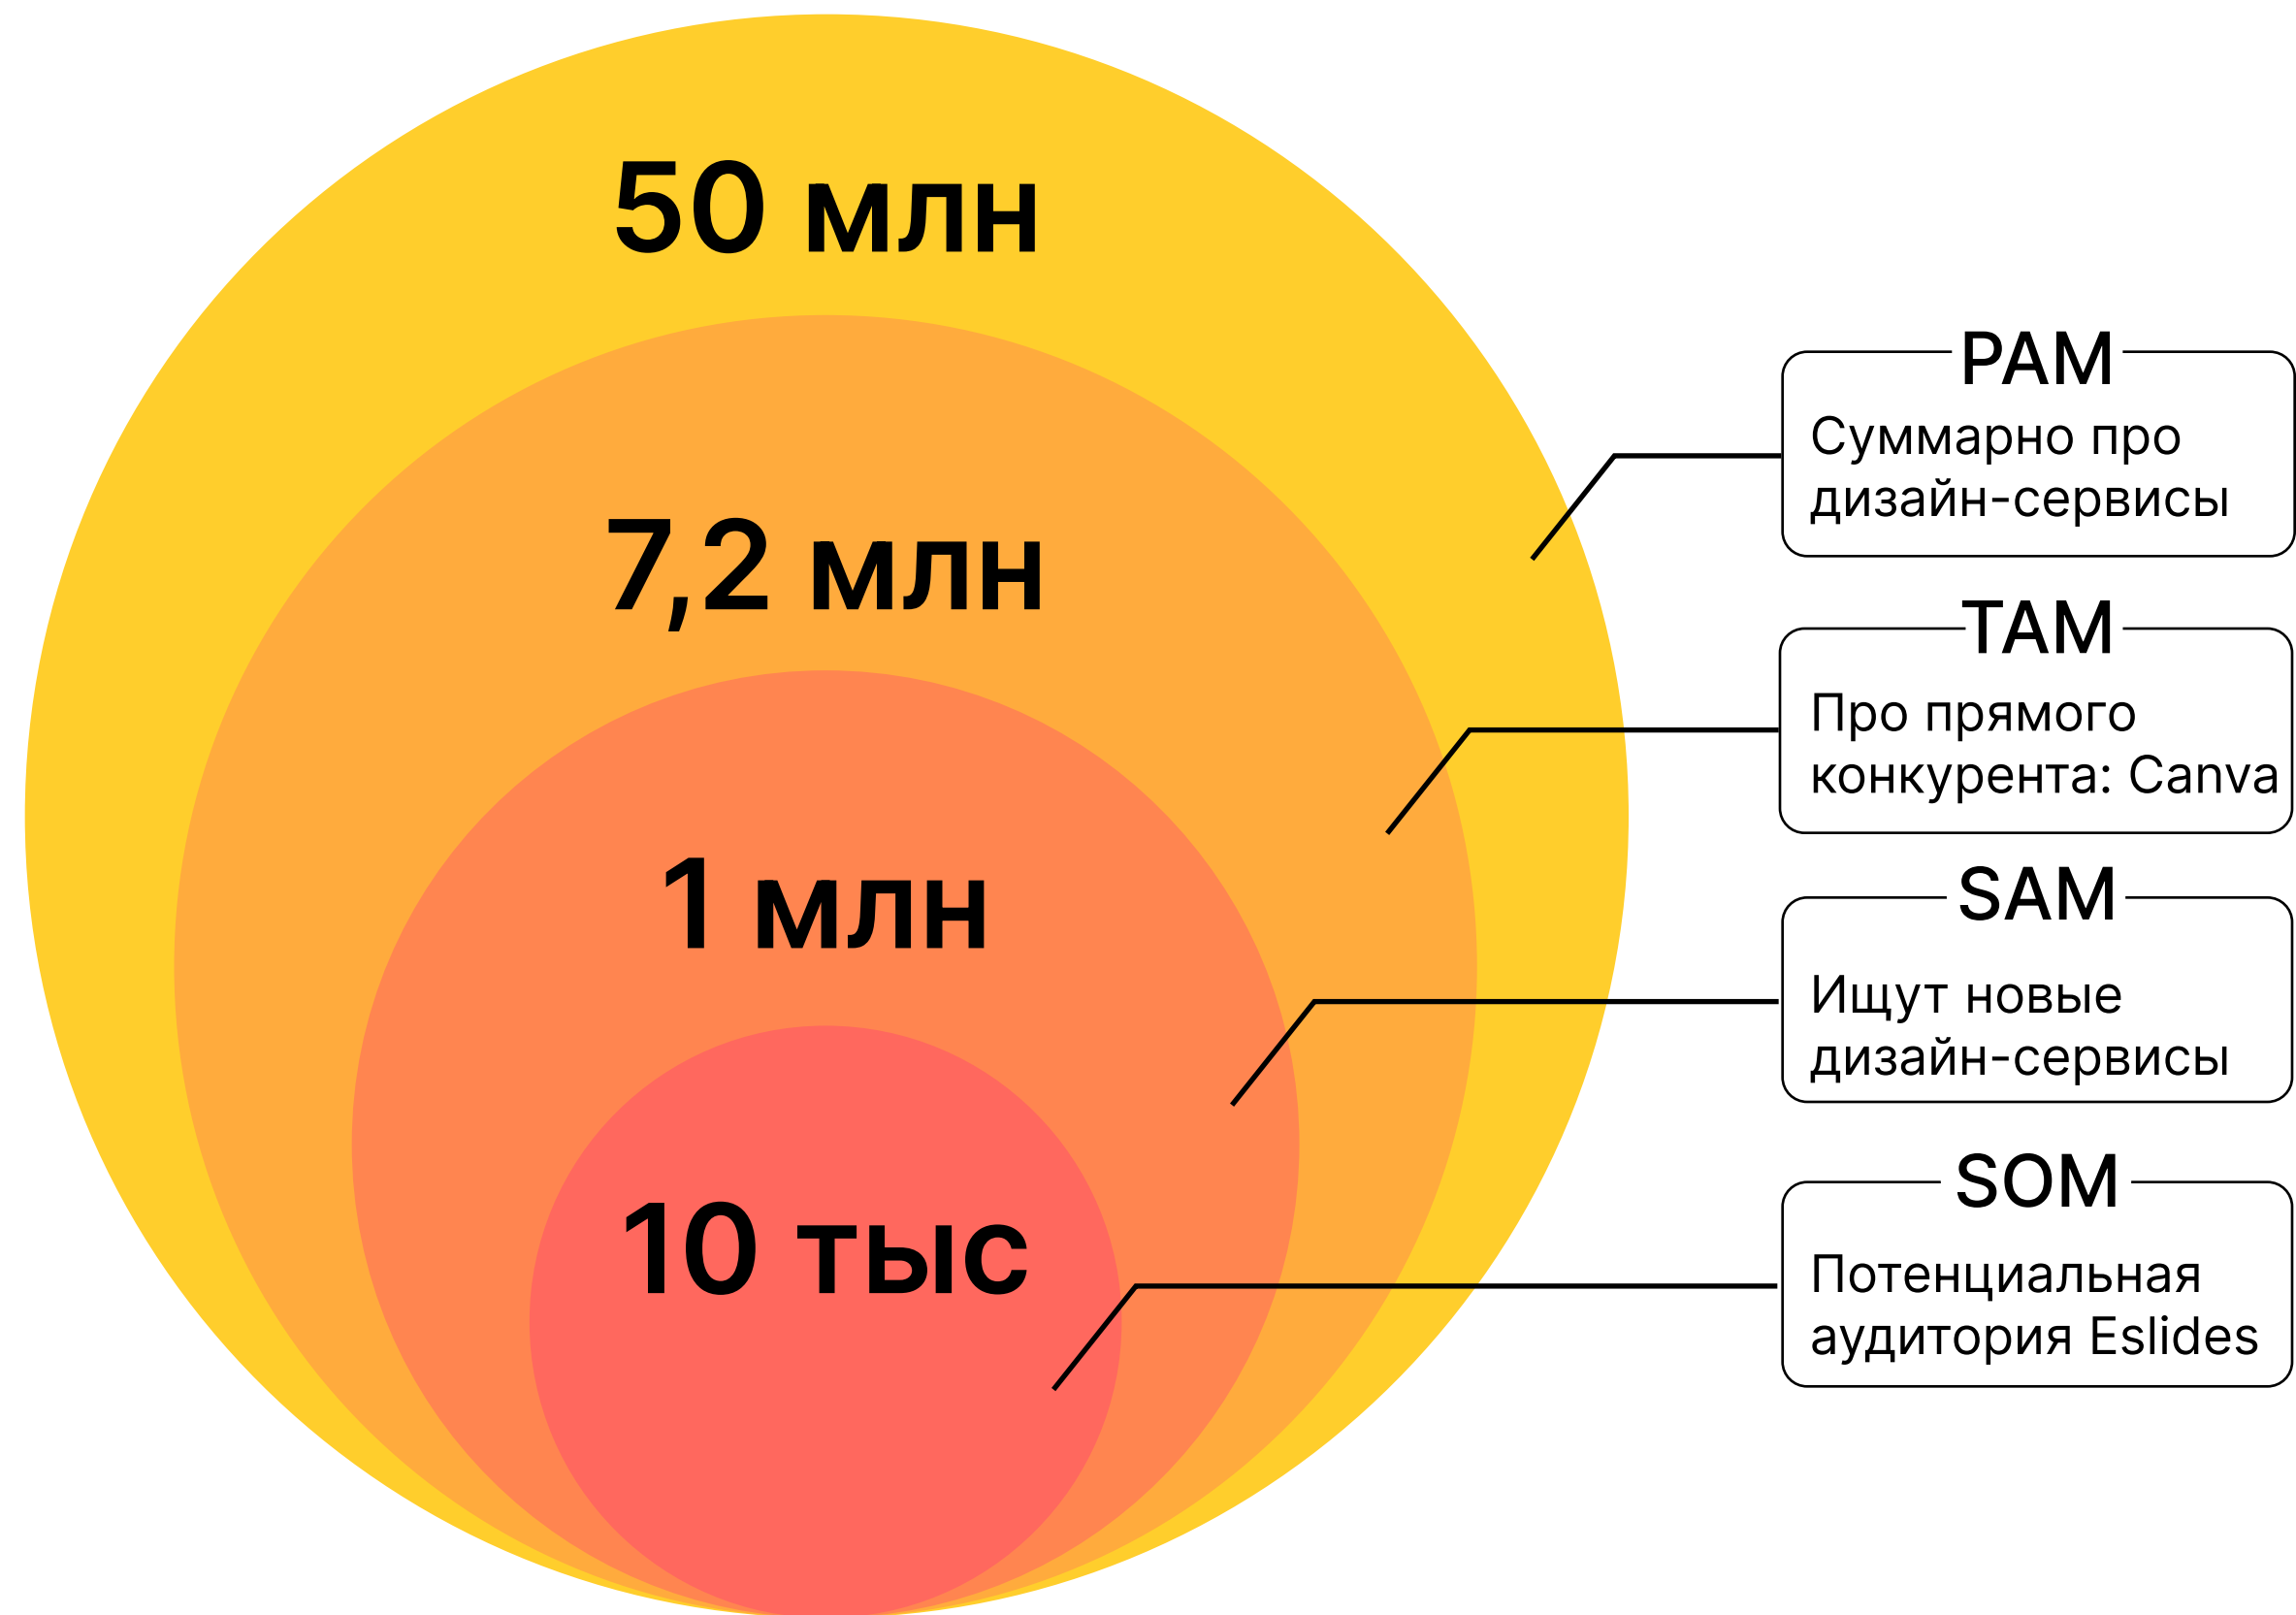 50 млн
7,2 млн
1 млн
10 тыс
PAM
Суммарно про
дизайн-сервисы
TAM
Про прямого
конкурента: Canva
SAM
Ищут новые
дизайн-сервисы
SOM
Потенциальная
аудитория Eslides